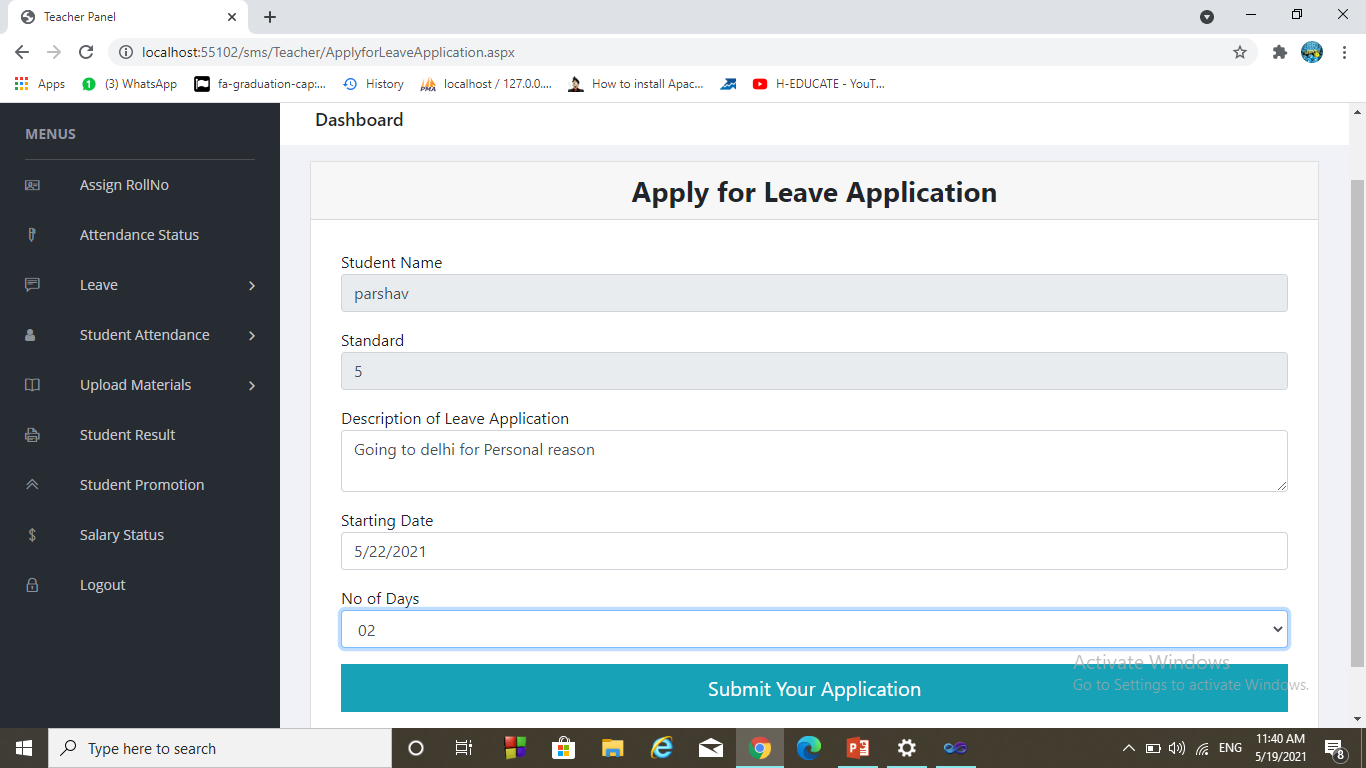 Teacher Panel
localhost:55102/sms/Teacher/ApplyforLeaveApplication.aspx
Apps
1
(3) WhatsApp
fa-graduation-cap:...
History
PMA
localhost / 127.0.0....
How to install Apac...
H-EDUCATE - YouT...
MENUS
Assign RollNo
Attendance Status
Leave
Student Attendance
Upload Materials
Student Result
Student Promotion
$ Salary Status
Logout
Dashboard
Apply for Leave Application
Student Name
parshav
Standard
5
Description of Leave Application
Going to delhi for Personal reason
Starting Date
5/22/2021
No of Days
02
Submit Your Application
Activate Windows
Go to Settings to activate Windows.
Type here to search
ENG
11:40 AM
5/19/2021
8